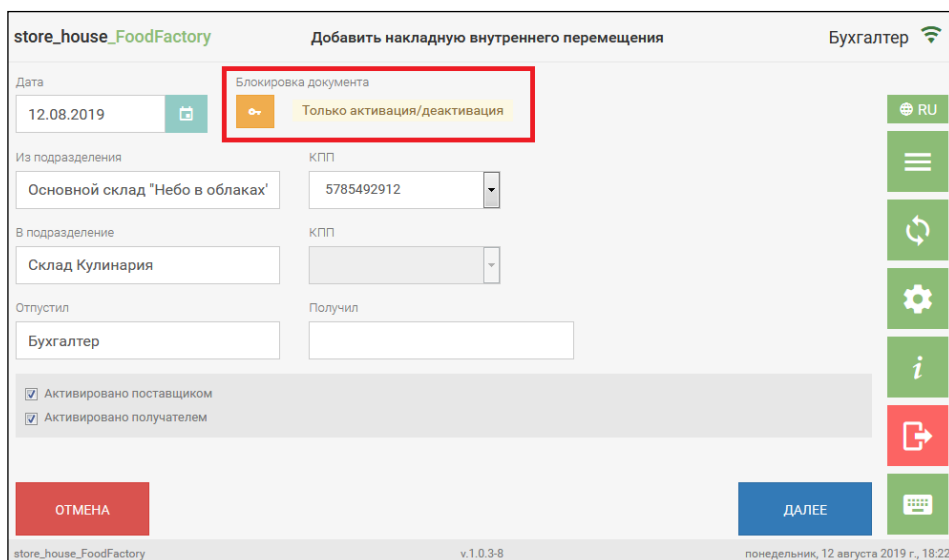 store_house_FoodFactory
Добавить накладную внутреннего перемещения
Бухгалтер
Дата
Блокировка документа
12.08.2019
Только активация/деактивация
RU
Из подразделения
КПП
Основной склад "Небо в облаках"
5785492912
В подразделение
КПП
Склад Кулинария
Отпустил
Получил
Бухгалтер
i
Активировано поставщиком
Активировано получателем
ОТМЕНА
ДАЛЕЕ
store_house_FoodFactory
v.1.0.3-8
понедельник, 12 августа 2019 г., 18:22